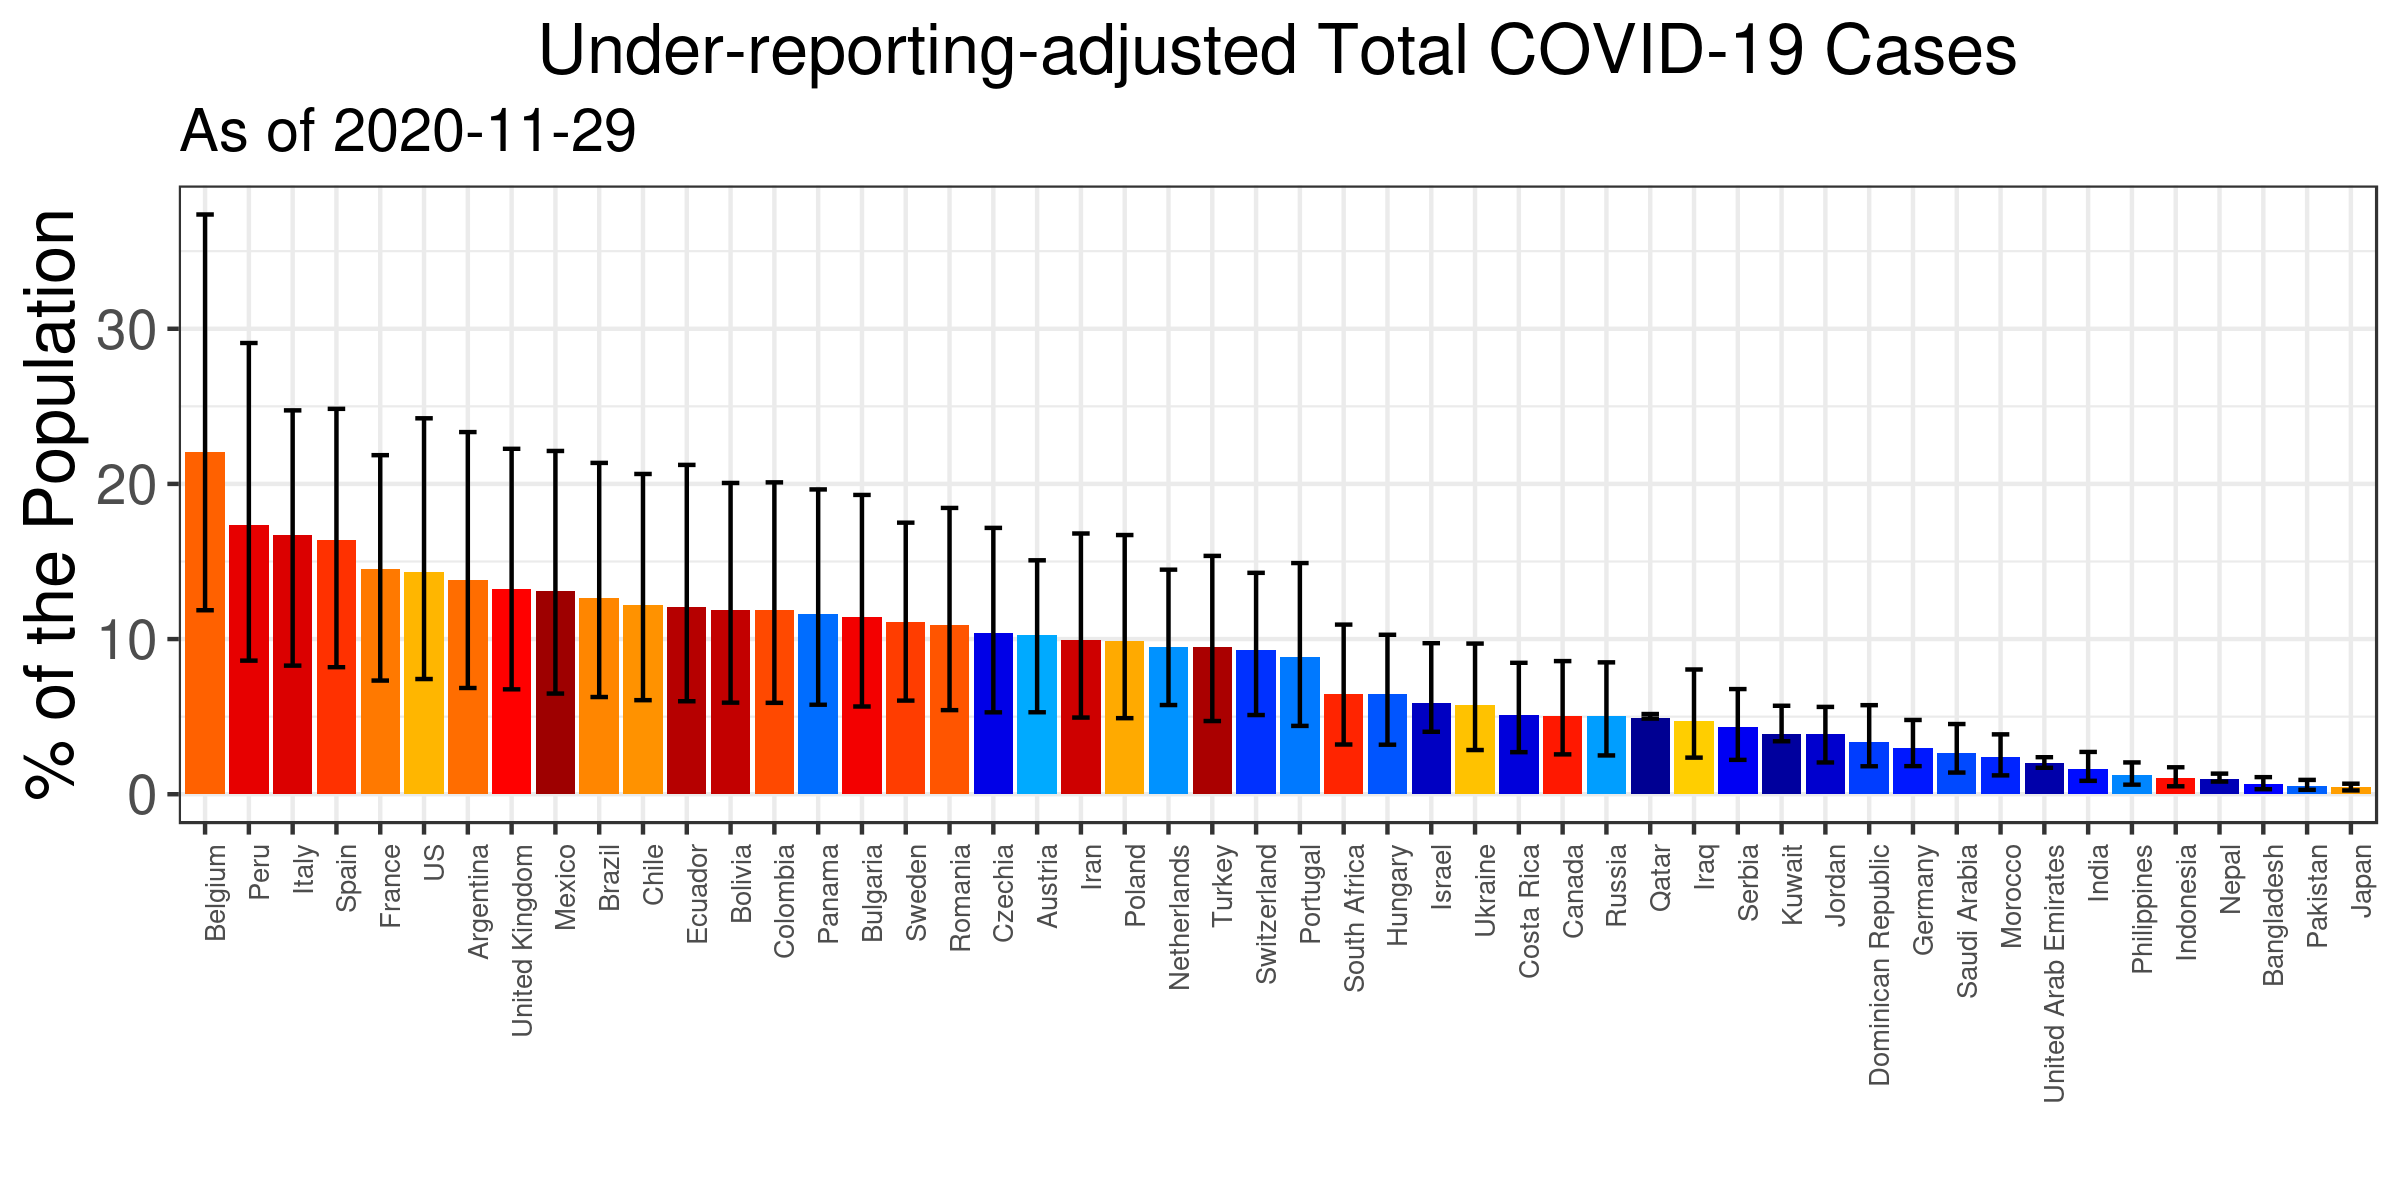 Under-reporting-adjusted Total COVID-19 Cases
As of 2020-11-29
% of the Population
30
20
10
0
Belgium
Peru
Italy
Spain
France
US
Argentina
United Kingdom
Mexico
Brazil
Chile
Ecuador
Bolivia
Colombia
Panama
Bulgaria
Sweden
Romania
Czechia
Austria
Iran
Poland
Netherlands
Turkey
Switzerland
Portugal
South Africa
Hungary
Israel
Ukraine
Costa Rica
Canada
Russia
Qatar
Iraq
Serbia
Kuwait
Jordan
Dominican Republic
Germany
Saudi Arabia
Morocco
United Arab Emirates
India
Philippines
Indonesia
Nepal
Bangladesh
Pakistan
Japan